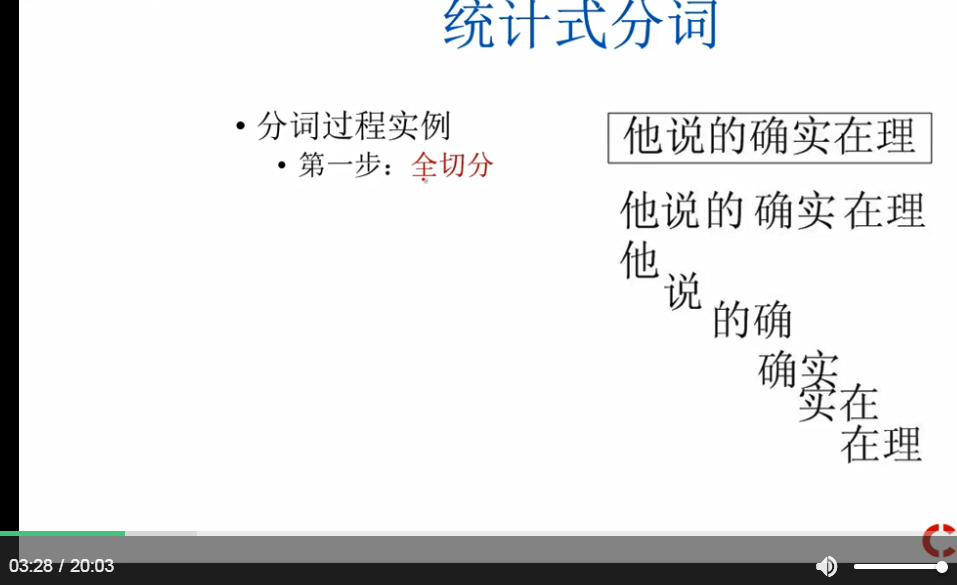 统计式分词
• 分词过程实例
• 第一步：全切分
他说的确实在理
他说的 确实 在理
他
说
的确
确实
实在
在理
03:28 / 20:03